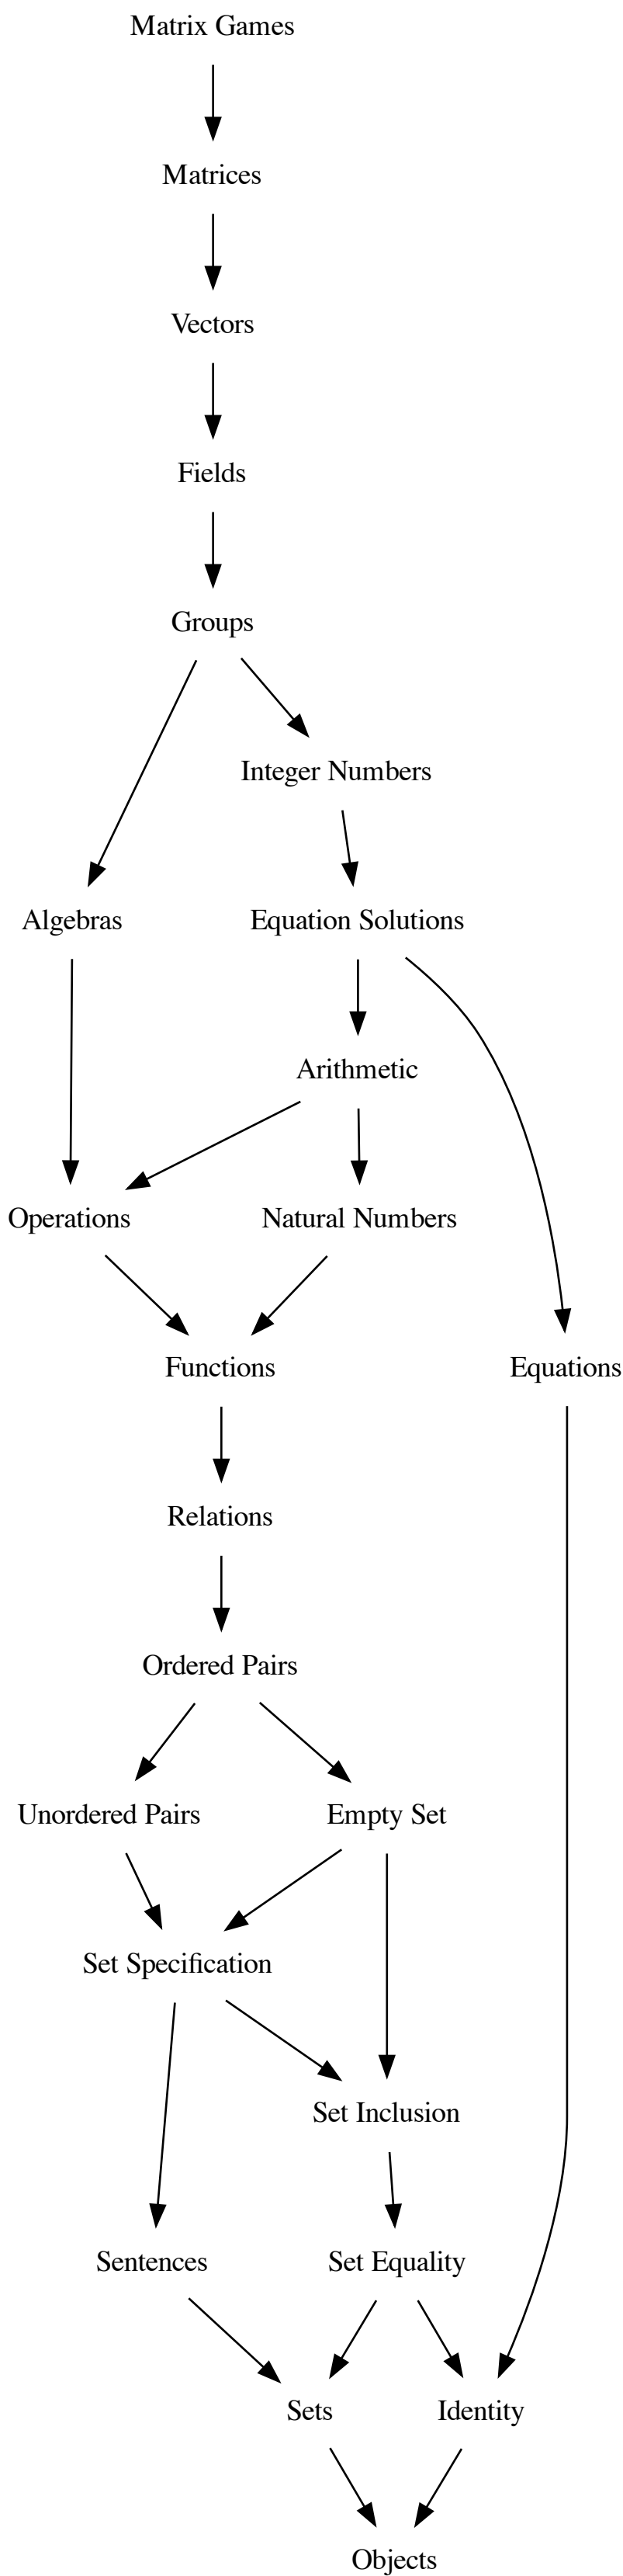 Matrix Games
Matrices
Vectors
Fields
Groups
Integer Numbers
Algebras
Equation Solutions
Arithmetic
Operations
Natural Numbers
Functions
Equations
Relations
Ordered Pairs
Unordered Pairs
Empty Set
Set Specification
Set Inclusion
Sentences
Set Equality
Sets
Identity
Objects